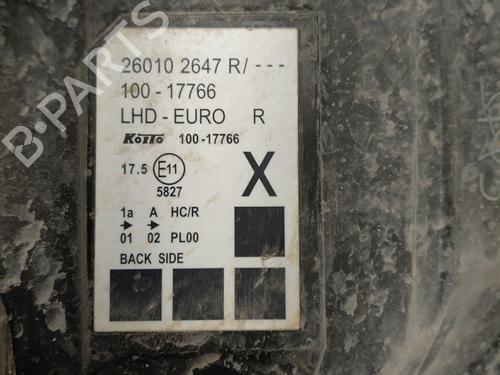 26010 2647 R/---
100-17766
LHD-EURO R
KOITO 100-17766
17.5 E11
5827
X
1a A HC/R
01 02 PL00
BACK SIDE
B-PARTS